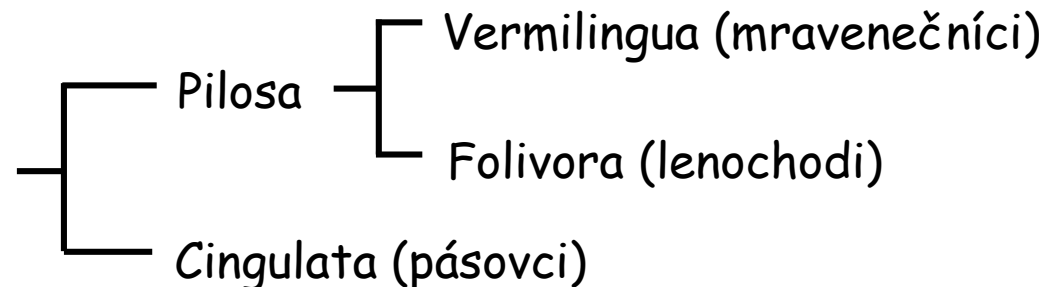 Vermilingua (mravenečníci)
Pilosa
Folivora (lenochodi)
Cingulata (pásovci)